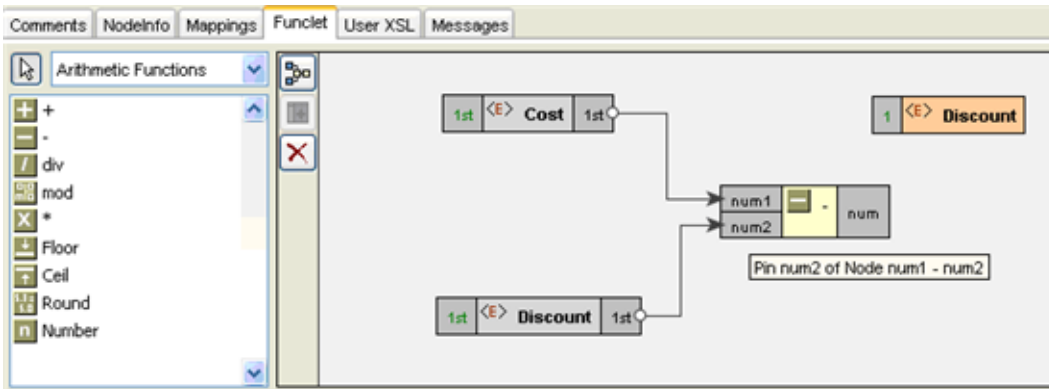 Comments NodeInfo Mappings Funclet User XSL Messages
Arithmetic Functions
+ +
- -
/ div
mod
X *
Floor
Ceil
Round
n Number
1st <E> Cost 1st
1 <E> Discount
num1 - - num
num2
Pin num2 of Node num1 - num2
1st <E> Discount 1st